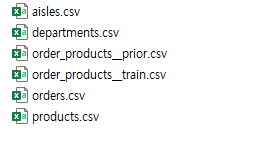 aisles.csv
departments.csv
order_products__prior.csv
order_products__train.csv
orders.csv
products.csv